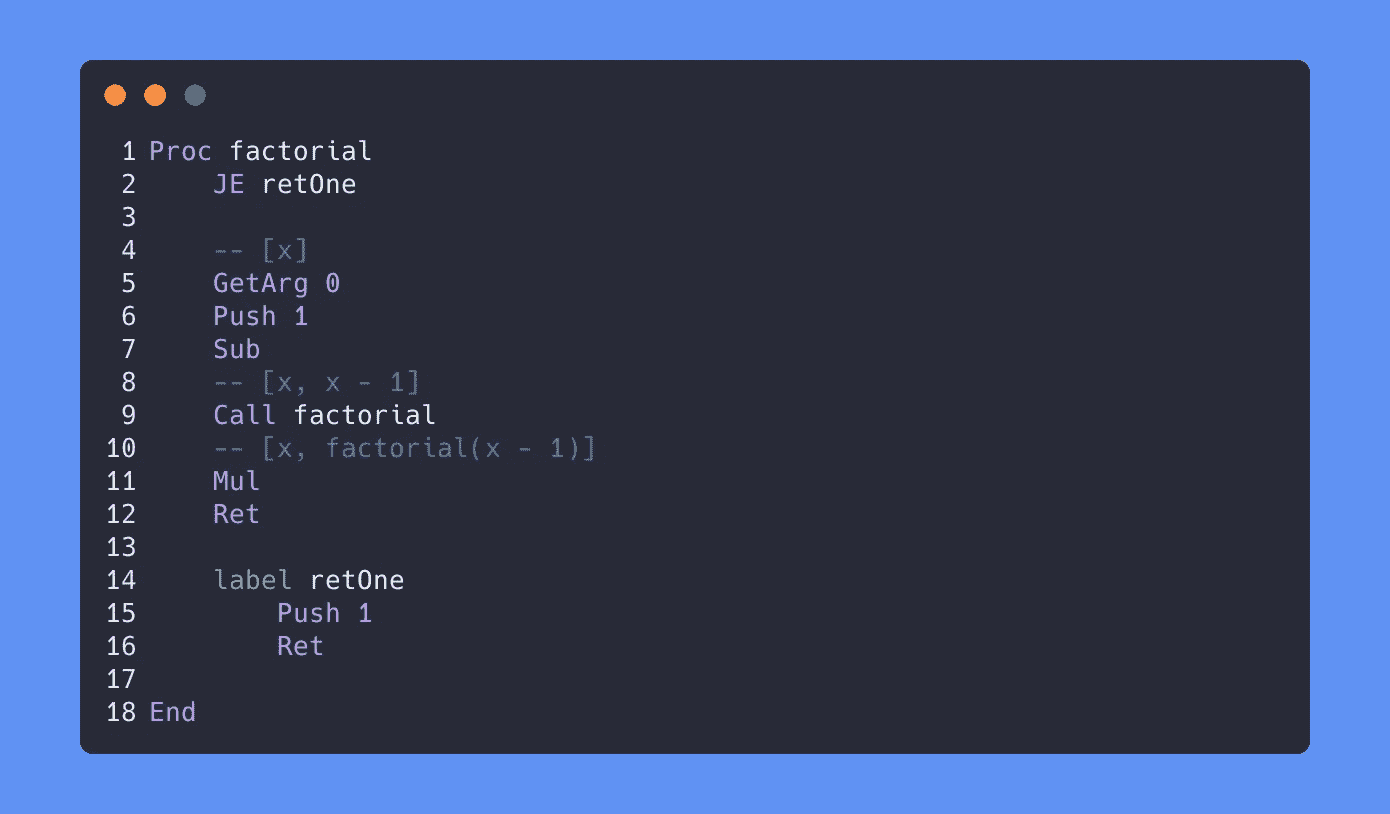 1 Proc factorial
2     JE retOne
3
4     -- [x]
5     GetArg 0
6     Push 1
7     Sub
8     -- [x, x - 1]
9     Call factorial
10     -- [x, factorial(x - 1)]
11     Mul
12     Ret
13
14     label retOne
15         Push 1
16         Ret
17
18 End